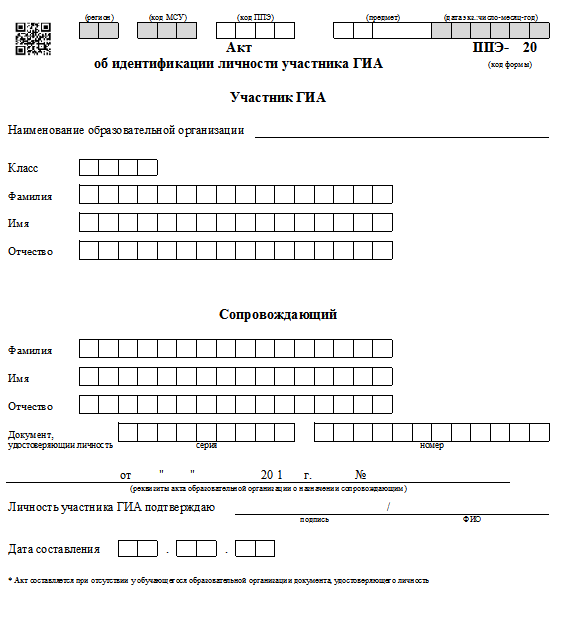 (регион) (код МСУ) (код ППЭ) (предмет) (дата экз.:число-месяц-год)
Акт ППЭ- 20
об идентификации личности участника ГИА (код формы)
Участник ГИА
Наименование образовательной организации
Класс
Фамилия
Имя
Отчество
Сопровождающий
Фамилия
Имя
Отчество
Документ,
удостоверяющий личность серия номер
от " " 201 г. №
(реквизиты акта образовательной организации о назначении сопровождающим)
Личность участника ГИА подтверждаю /
подпись ФИО
Дата составления . .
* Акт составляется при отсутствии у обучающегося образовательной организации документа, удостоверяющего личность